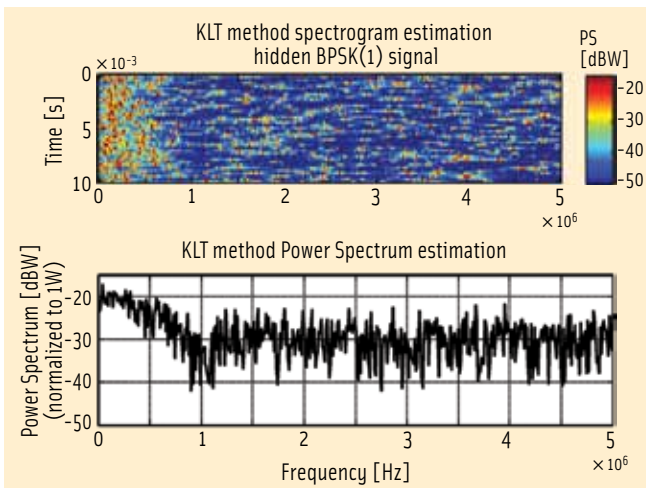 KLT method spectrogram estimation
hidden BPSK(1) signal
PS
[dBW]
×10⁻³
0
5
10
Time [s]
0 1 2 3 4 5
×10⁶
-20
-30
-40
-50
KLT method Power Spectrum estimation
Power Spectrum [dBW]
(normalized to 1W)
-20
-30
-40
-50
0 1 2 3 4 5
×10⁶
Frequency [Hz]